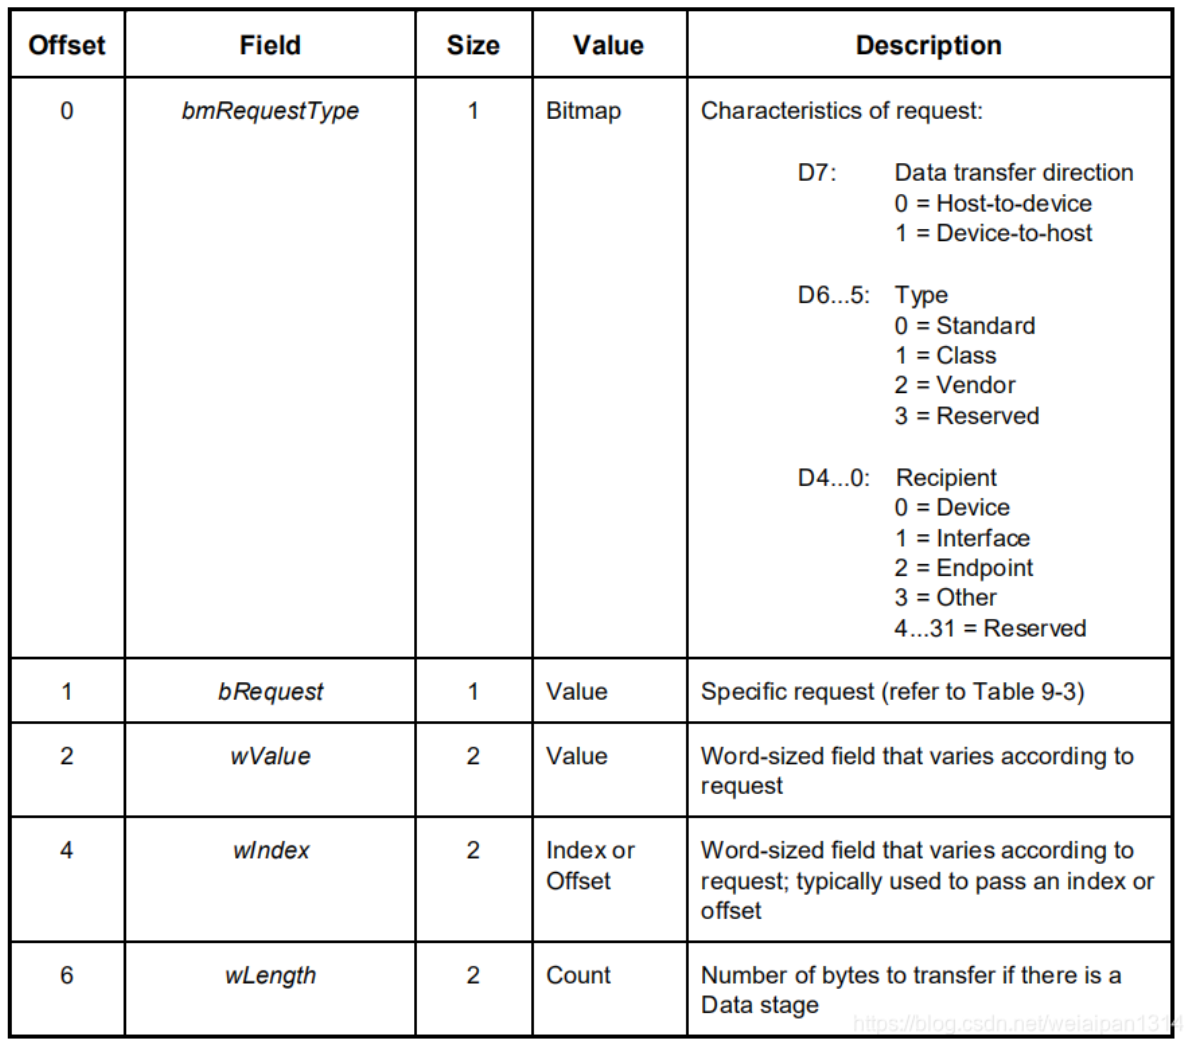 Offset Field Size Value Description
0 bmRequestType 1 Bitmap Characteristics of request:
D7: Data transfer direction
0 = Host-to-device
1 = Device-to-host
D6...5: Type
0 = Standard
1 = Class
2 = Vendor
3 = Reserved
D4...0: Recipient
0 = Device
1 = Interface
2 = Endpoint
3 = Other
4...31 = Reserved
1 bRequest 1 Value Specific request (refer to Table 9-3)
2 wValue 2 Value Word-sized field that varies according to
request
4 wIndex 2 Index or Word-sized field that varies according to
Offset request; typically used to pass an index or
offset
6 wLength 2 Count Number of bytes to transfer if there is a
Data stage
https://blog.csdn.net/weiaipan1314